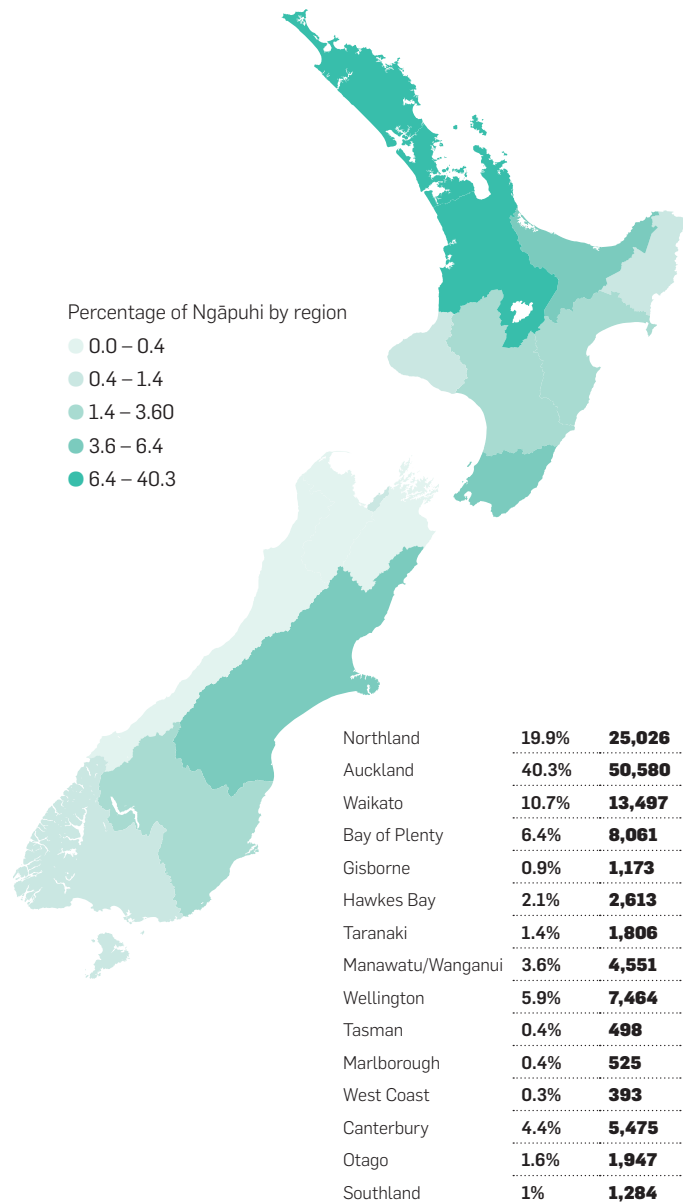 Percentage of Ngāpuhi by region
0.0 – 0.4
0.4 – 1.4
1.4 – 3.60
3.6 – 6.4
6.4 – 40.3
Northland 19.9% 25,026
Auckland 40.3% 50,580
Waikato 10.7% 13,497
Bay of Plenty 6.4% 8,061
Gisborne 0.9% 1,173
Hawkes Bay 2.1% 2,613
Taranaki 1.4% 1,806
Manawatu/Wanganui 3.6% 4,551
Wellington 5.9% 7,464
Tasman 0.4% 498
Marlborough 0.4% 525
West Coast 0.3% 393
Canterbury 4.4% 5,475
Otago 1.6% 1,947
Southland 1% 1,284